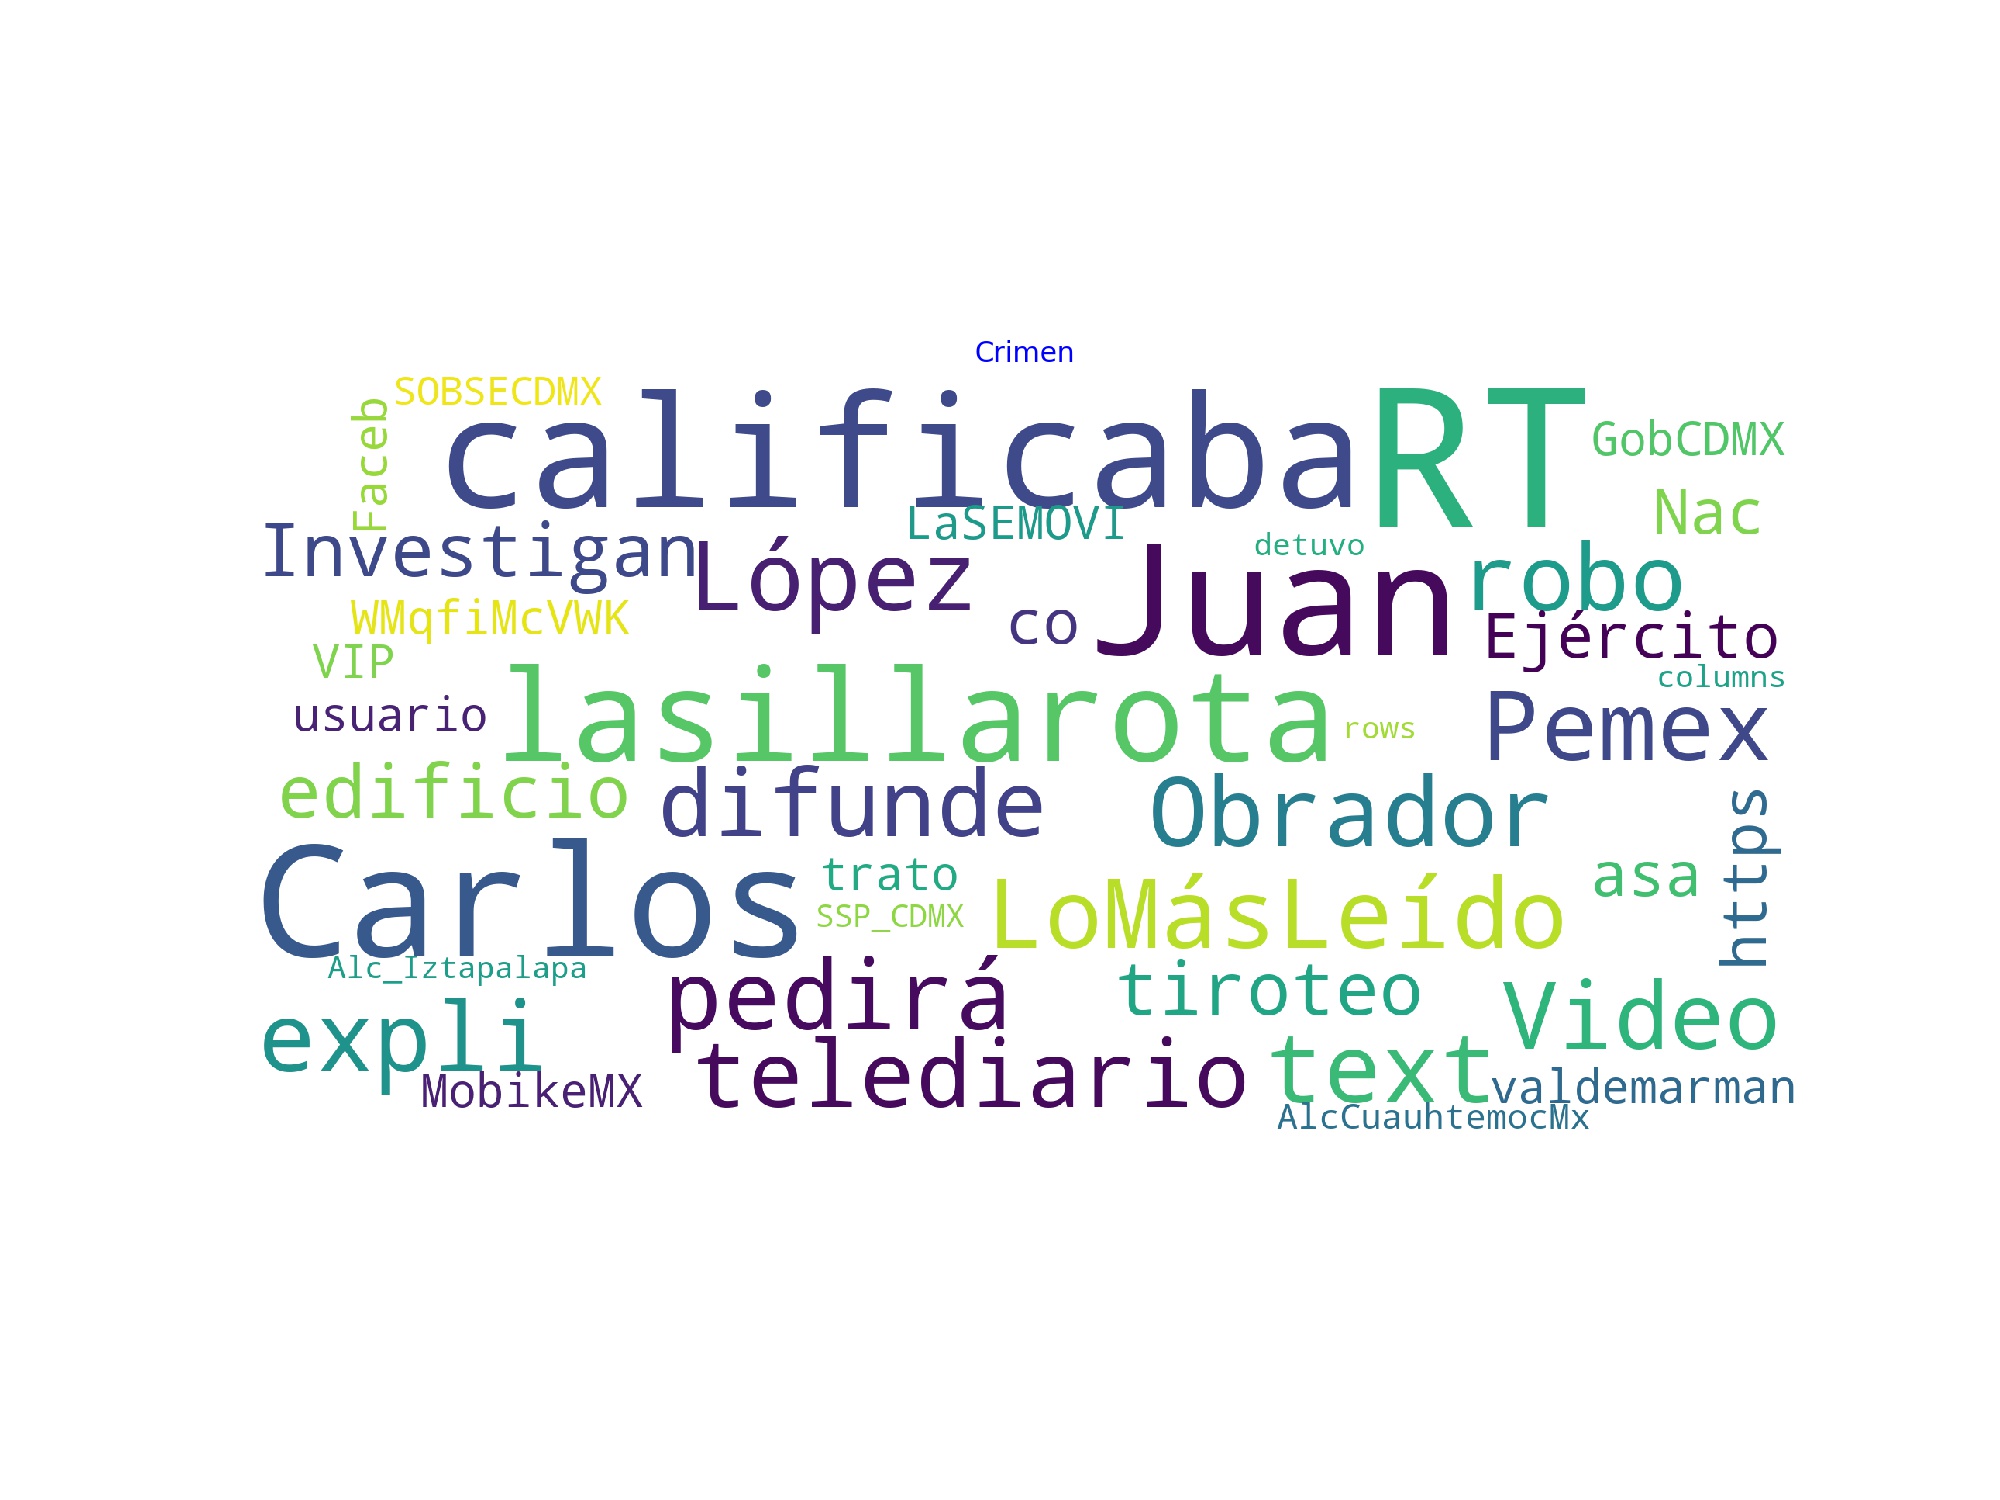 Crimen
SOBSECDMX
Faceb
calificaba
RT
GobCDMX
Nac
LaSEMOVI
Investigan
López
detuvo
Juan
robo
co
Ejército
WMqfiMcVWK
VIP
lasillarota
columns
usuario
rows
Pemex
edificio
difunde
Obrador
https
Carlos
trato
asa
SSP_CDMX
LoMásLeído
Alc_Iztapalapa
pedirá
tiroteo
expli
Video
MobikeMX
telediario
text
valdemarman
AlcCuauhtemocMx